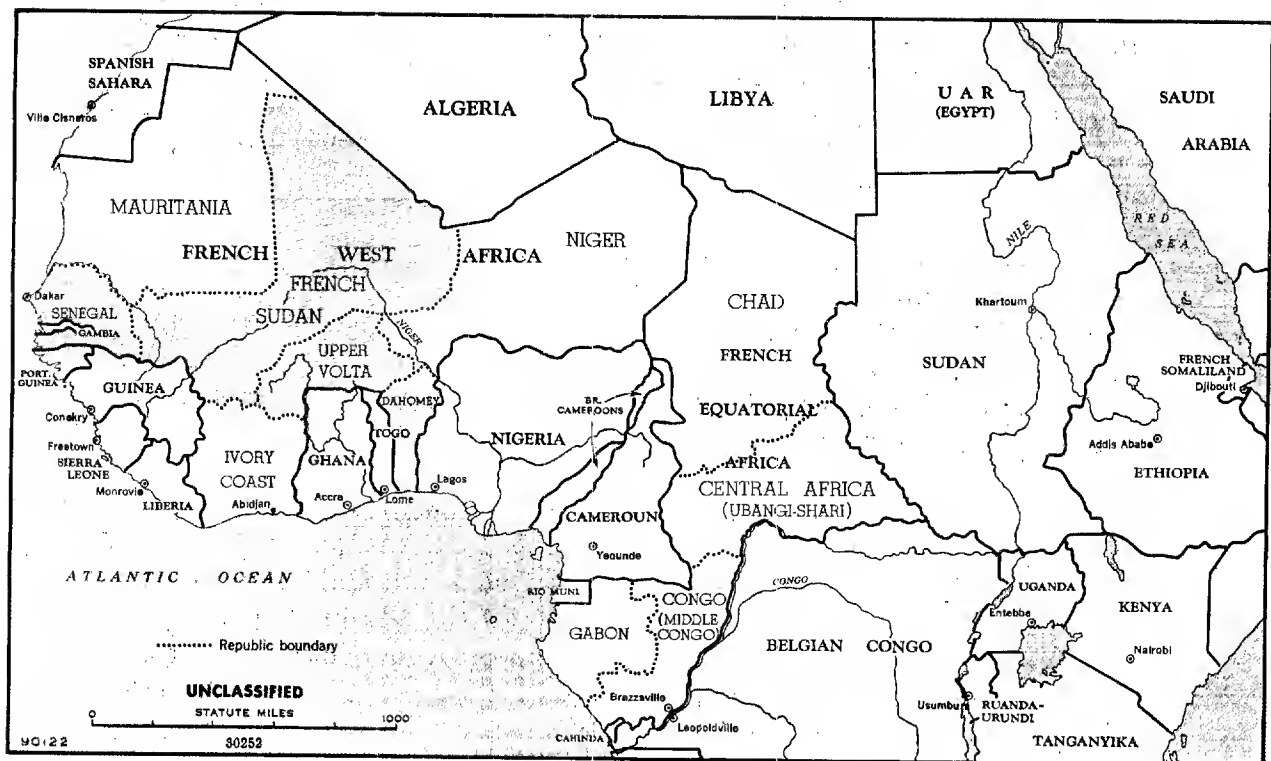 SPANISH
SAHARA
Villa Cisneros
ALGERIA
LIBYA
U A R
(EGYPT)
SAUDI
ARABIA
RED
SEA
MAURITANIA
FRENCH
WEST
AFRICA
NIGER
FRENCH
SUDAN
NIGER
NILE
Dakar
SENEGAL
GAMBIA
CHAD
FRENCH
EQUATORIAL
AFRICA
Khartoum
SUDAN
UPPER
VOLTA
PORT.
GUINEA
GUINEA
DAHOMEY
BR.
CAMEROONS
FRENCH
SOMALILAND
Djibouti
Conakry
Freetown
SIERRA
LEONE
Monrovia
LIBERIA
IVORY
COAST
Abidjan
GHANA
Accra
TOGO
Lome
NIGERIA
Lagos
Addis Ababa
ETHIOPIA
CENTRAL AFRICA
(UBANGI-SHARI)
CAMEROUN
Yaounde
ATLANTIC OCEAN
RIO MUNI
GABON
CONGO
(MIDDLE
CONGO)
CONGO
BELGIAN CONGO
UGANDA
Entebbe
KENYA
Nairobi
Republic boundary
UNCLASSIFIED
STATUTE MILES
0 1000
Brazzaville
Leopoldville
CABINDA
Usumbura
RUANDA-
URUNDI
TANGANYIKA
90122 30252